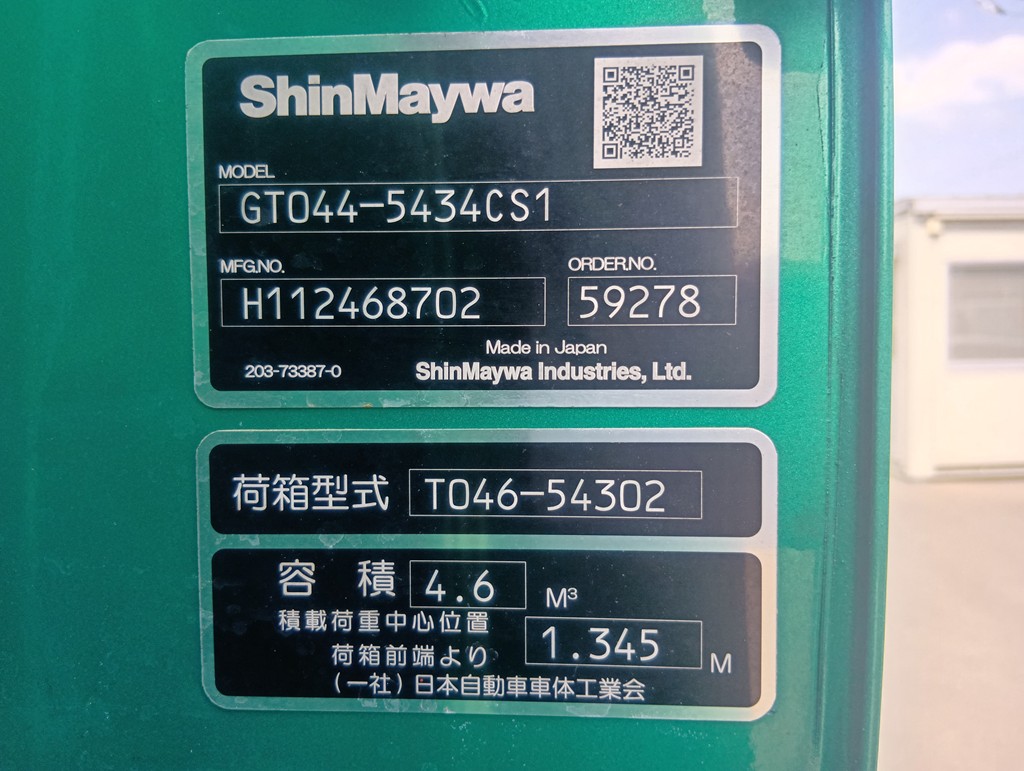 ShinMaywa
MODEL
GT044-5434CS1
MFG.NO. ORDER.NO.
H112468702 59278
Made in Japan
203-73387-0 ShinMaywa Industries, Ltd.
荷箱型式 T046-54302
容積 4.6 M³
積載荷重中心位置
荷箱前端より 1.345 M
(一社)日本自動車車体工業会